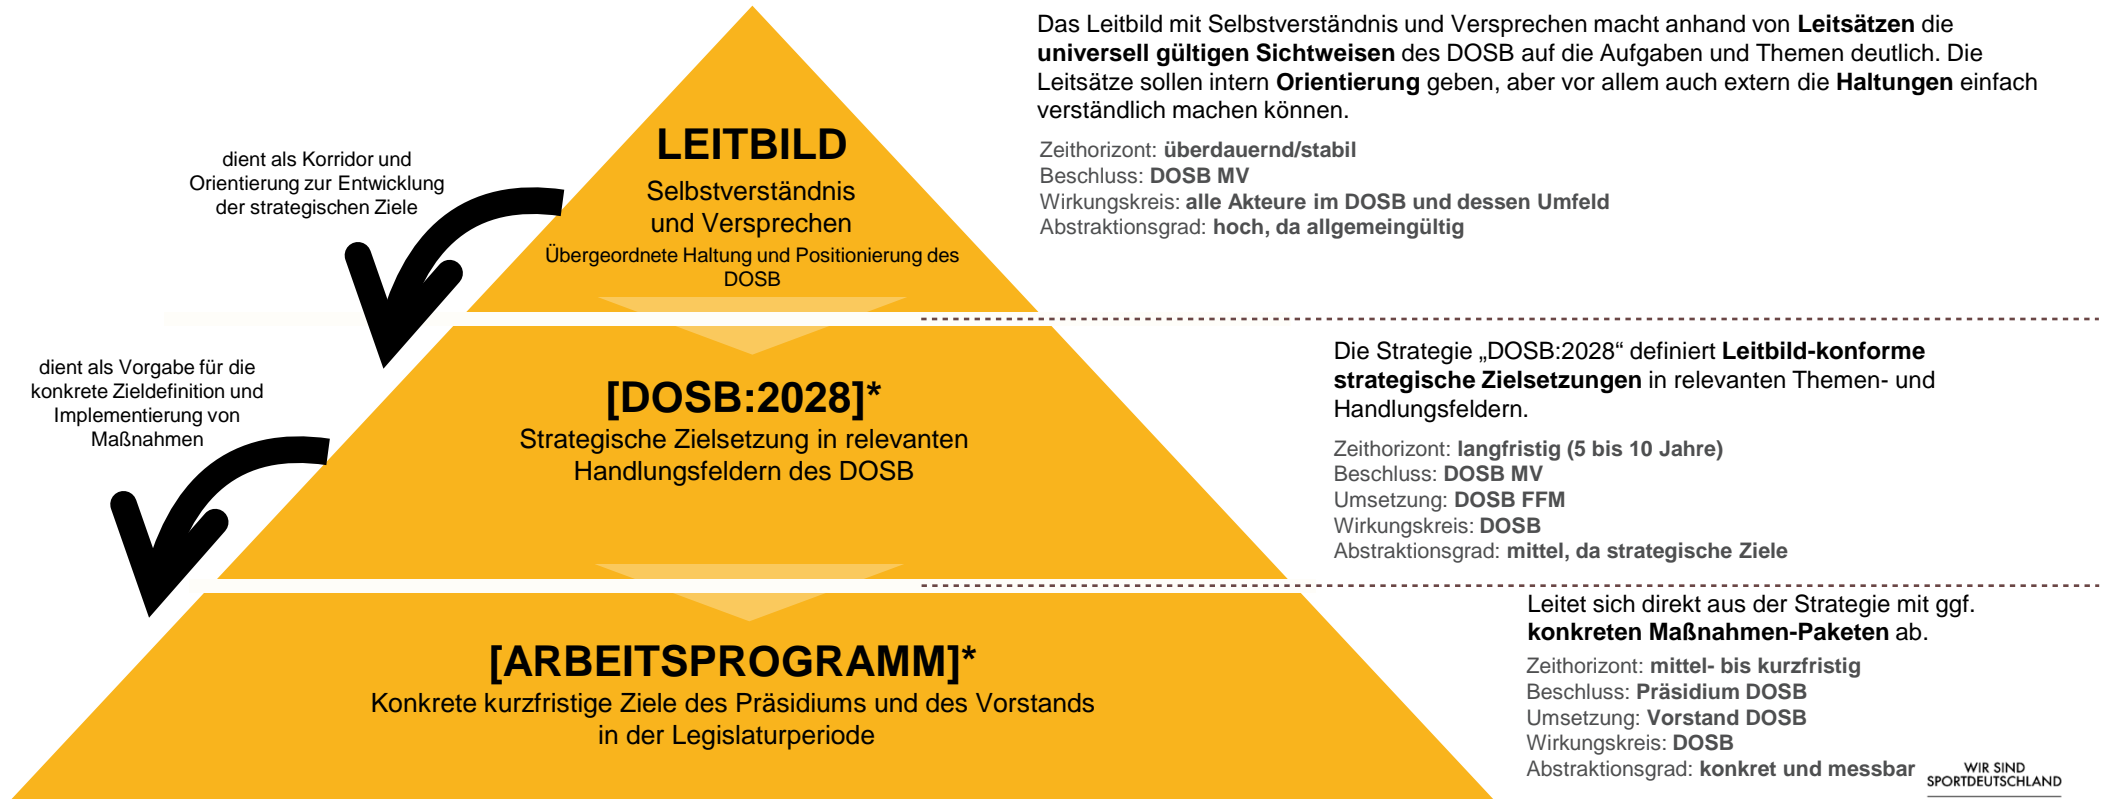 Das Leitbild mit Selbstverständnis und Versprechen macht anhand von Leitsätzen die
universell gültigen Sichtweisen des DOSB auf die Aufgaben und Themen deutlich. Die
Leitsätze sollen intern Orientierung geben, aber vor allem auch extern die Haltungen einfach
verständlich machen können.
Zeithorizont: überdauernd/stabil
Beschluss: DOSB MV
Wirkungskreis: alle Akteure im DOSB und dessen Umfeld
Abstraktionsgrad: hoch, da allgemeingültig
LEITBILD
Selbstverständnis
und Versprechen
Übergeordnete Haltung und Positionierung des
DOSB
dient als Korridor und
Orientierung zur Entwicklung
der strategischen Ziele
Die Strategie „DOSB:2028“ definiert Leitbild-konforme
strategische Zielsetzungen in relevanten Themen- und
Handlungsfeldern.
Zeithorizont: langfristig (5 bis 10 Jahre)
Beschluss: DOSB MV
Umsetzung: DOSB FFM
Wirkungskreis: DOSB
Abstraktionsgrad: mittel, da strategische Ziele
[DOSB:2028]*
Strategische Zielsetzung in relevanten
Handlungsfeldern des DOSB
dient als Vorgabe für die
konkrete Zieldefinition und
Implementierung von
Maßnahmen
Leitet sich direkt aus der Strategie mit ggf.
konkreten Maßnahmen-Paketen ab.
Zeithorizont: mittel- bis kurzfristig
Beschluss: Präsidium DOSB
Umsetzung: Vorstand DOSB
Wirkungskreis: DOSB
Abstraktionsgrad: konkret und messbar
[ARBEITSPROGRAMM]*
Konkrete kurzfristige Ziele des Präsidiums und des Vorstands
in der Legislaturperiode
WIR SIND
SPORTDEUTSCHLAND